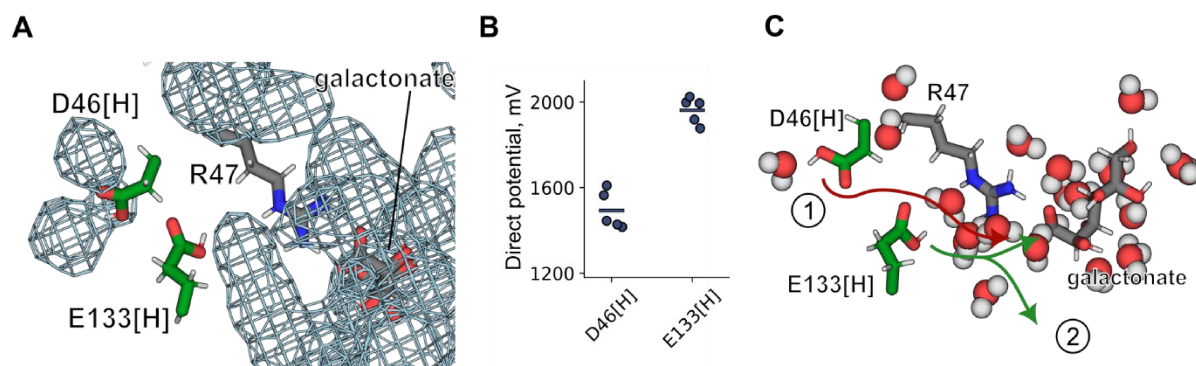 A
D46[H]
R47
galactonate
E133[H]
B
Direct potential, mV
2000
1600
1200
D46[H]
E133[H]
C
R47
D46[H]
1
E133[H]
galactonate
2